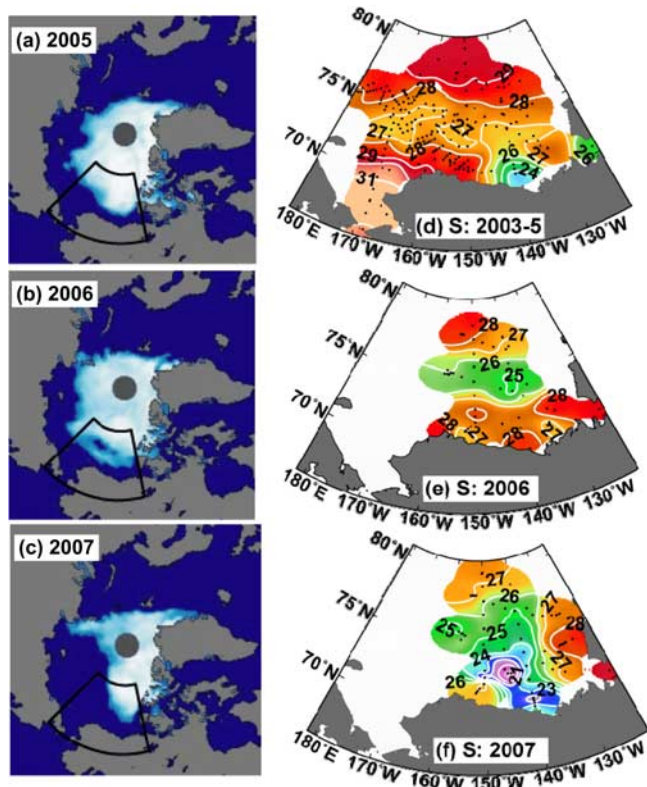 (a) 2005
80˚N
75˚N
70˚N
29
28
28
27
27
28
29
26
27
24
26
31
180˚E
170˚W
160˚W
150˚W
140˚W
130˚W
(d) S: 2003-5
(b) 2006
80˚N
75˚N
70˚N
28
27
26
25
28
28
27
28
27
180˚E
170˚W
160˚W
150˚W
140˚W
130˚W
(e) S: 2006
(c) 2007
80˚N
75˚N
70˚N
27
26
27
25
25
28
24
27
21
26
23
180˚E
170˚W
160˚W
150˚W
140˚W
130˚W
(f) S: 2007